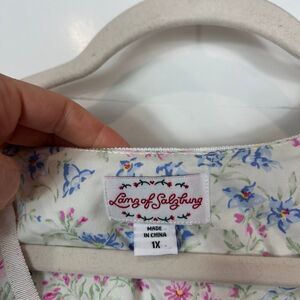 Lanz of Salzburg
MADE
IN CHINA
1X